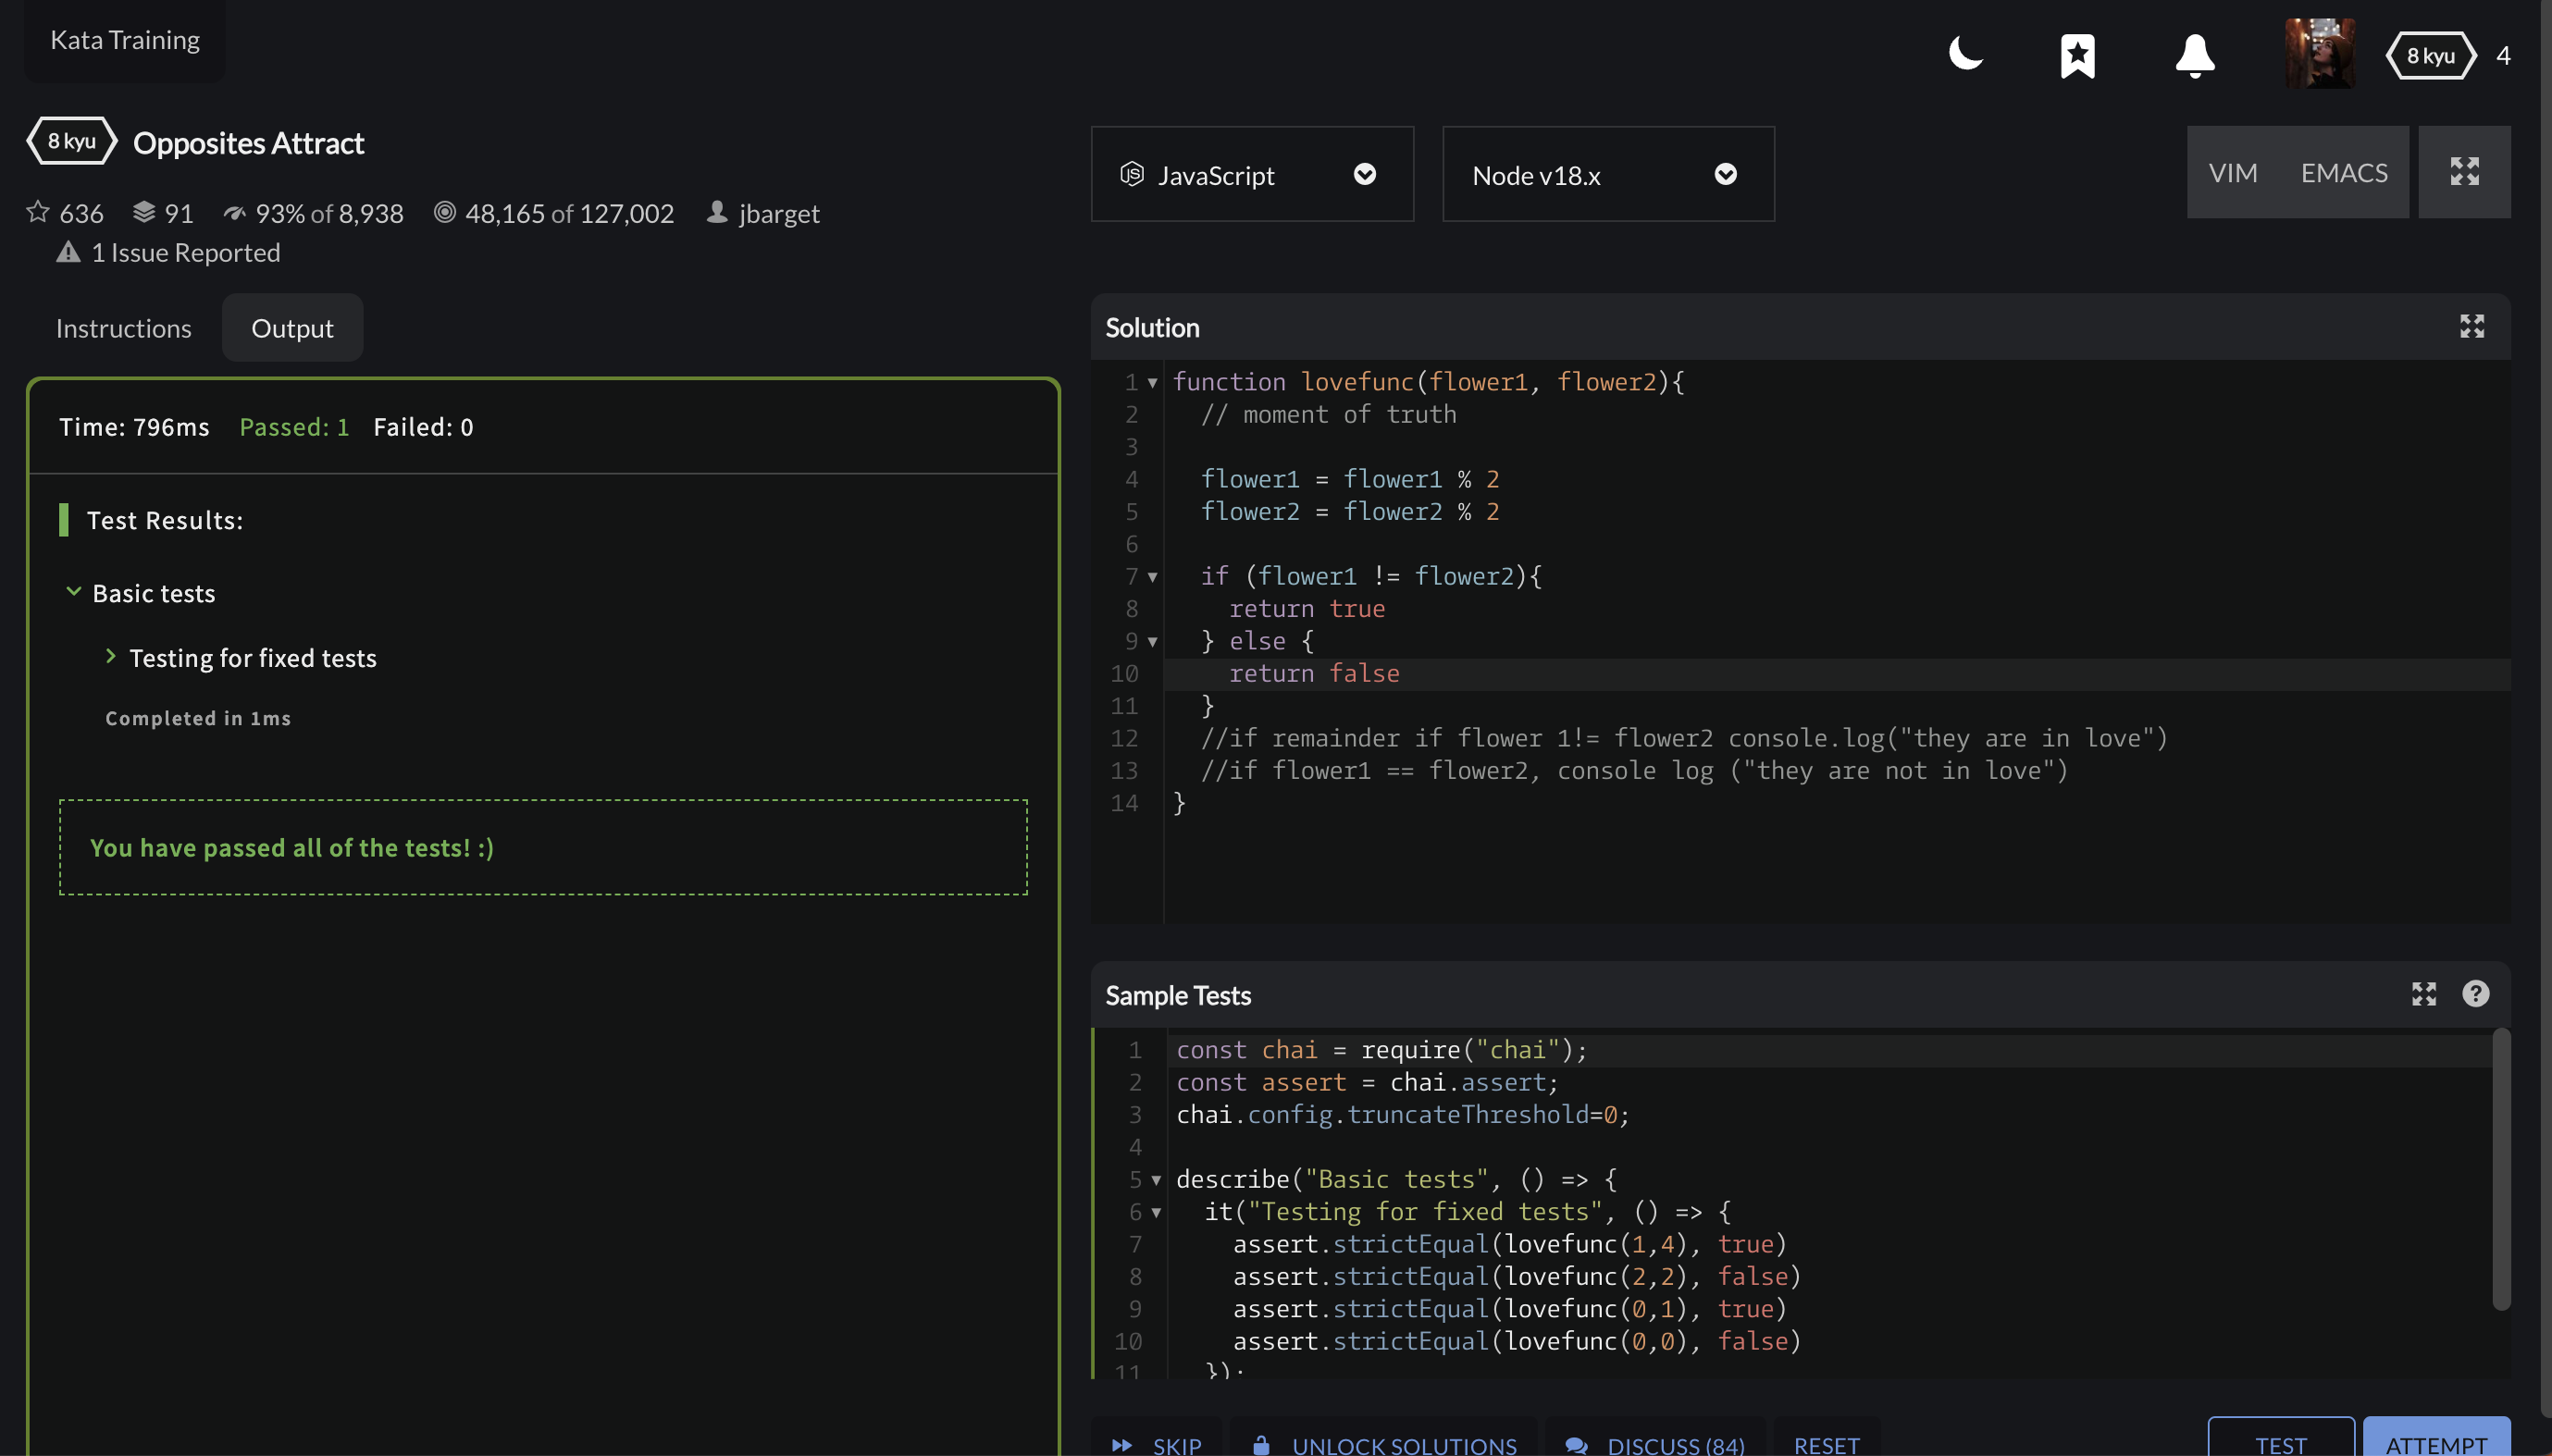 Kata Training
8 kyu 4
8 kyu Opposites Attract
636 91 93% of 8,938 48,165 of 127,002 jbarget
1 Issue Reported
JavaScript
Node v18.x
VIM EMACS
Instructions Output
Time: 796ms Passed: 1 Failed: 0
Test Results:
Basic tests
Testing for fixed tests
Completed in 1ms
You have passed all of the tests! :)
Solution
1 function lovefunc(flower1, flower2){
2 // moment of truth
3
4 flower1 = flower1 % 2
5 flower2 = flower2 % 2
6
7 if (flower1 != flower2){
8 return true
9 } else {
10 return false
11 }
12 //if remainder if flower 1!= flower2 console.log("they are in love")
13 //if flower1 == flower2, console log ("they are not in love")
14 }
Sample Tests
1 const chai = require("chai");
2 const assert = chai.assert;
3 chai.config.truncateThreshold=0;
4
5 describe("Basic tests", () => {
6 it("Testing for fixed tests", () => {
7 assert.strictEqual(lovefunc(1,4), true)
8 assert.strictEqual(lovefunc(2,2), false)
9 assert.strictEqual(lovefunc(0,1), true)
10 assert.strictEqual(lovefunc(0,0), false)
11 });
SKIP UNLOCK SOLUTIONS DISCUSS (84) RESET TEST ATTEMPT